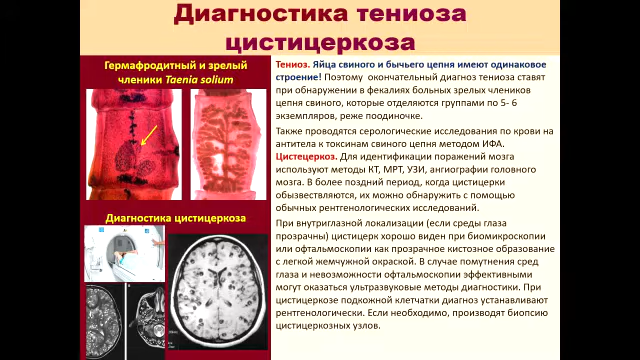 Диагностика тениоза
цистицеркоза
Гермафродитный и зрелый
членики Taenia solium
Диагностика цистицеркоза
Тениоз. Яйца свиного и бычьего цепня имеют одинаковое
строение! Поэтому окончательный диагноз тениоза ставят
при обнаружении в фекалиях больных зрелых члеников
цепня свиного, которые отделяются группами по 5- 6
экземпляров, реже поодиночке.
Также проводятся серологические исследования по крови на
антитела к токсинам свиного цепня методом ИФА.
Цистецеркоз. Для идентификации поражений мозга
используют методы КТ, МРТ, УЗИ, ангиографии головного
мозга. В более поздний период, когда цистицерки
обызвествляются, их можно обнаружить с помощью
обычных рентгенологических исследований.
При внутриглазной локализации (если среды глаза
прозрачны) цистицерк хорошо виден при биомикроскопии
или офтальмоскопии как прозрачное кистозное образование
с легкой жемчужной окраской. В случае помутнения сред
глаза и невозможности офтальмоскопии эффективными
могут оказаться ультразвуковые методы диагностики. При
цистицеркозе подкожной клетчатки диагноз устанавливают
рентгенологически. Если необходимо, производят биопсию
цистицеркозных узлов.